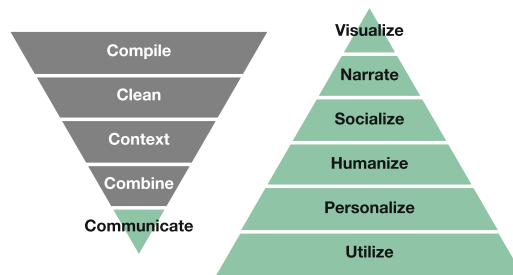 Compile
Clean
Context
Combine
Communicate
Visualize
Narrate
Socialize
Humanize
Personalize
Utilize